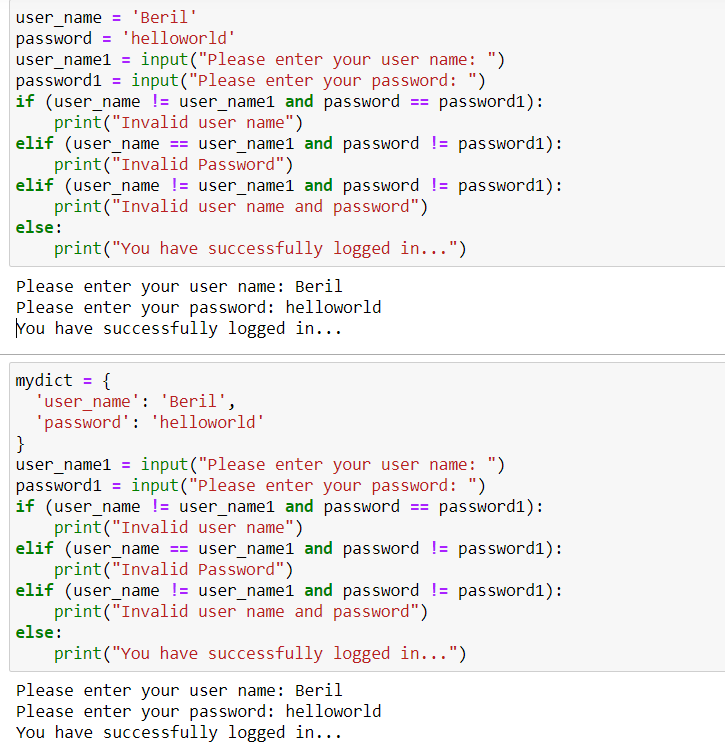 user_name = 'Beril'
password = 'helloworld'
user_name1 = input("Please enter your user name: ")
password1 = input("Please enter your password: ")
if (user_name != user_name1 and password == password1):
    print("Invalid user name")
elif (user_name == user_name1 and password != password1):
    print("Invalid Password")
elif (user_name != user_name1 and password != password1):
    print("Invalid user name and password")
else:
    print("You have successfully logged in...")
Please enter your user name: Beril
Please enter your password: helloworld
You have successfully logged in...
mydict = {
  'user_name': 'Beril',
  'password': 'helloworld'
}
user_name1 = input("Please enter your user name: ")
password1 = input("Please enter your password: ")
if (user_name != user_name1 and password == password1):
    print("Invalid user name")
elif (user_name == user_name1 and password != password1):
    print("Invalid Password")
elif (user_name != user_name1 and password != password1):
    print("Invalid user name and password")
else:
    print("You have successfully logged in...")
Please enter your user name: Beril
Please enter your password: helloworld
You have successfully logged in...